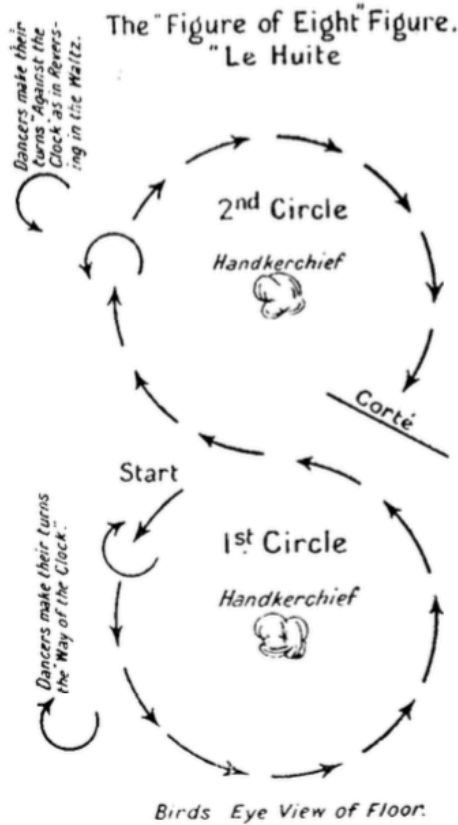 The "Figure of Eight" Figure.
"Le Huite
Dancers make their
turns "Against the
Clock" as in Revers-
ing in the Waltz.
2nd Circle
Handkerchief
Corté
Start
1st Circle
Handkerchief
Dancers make their turns
the "Way of the Clock".
Birds Eye View of Floor.